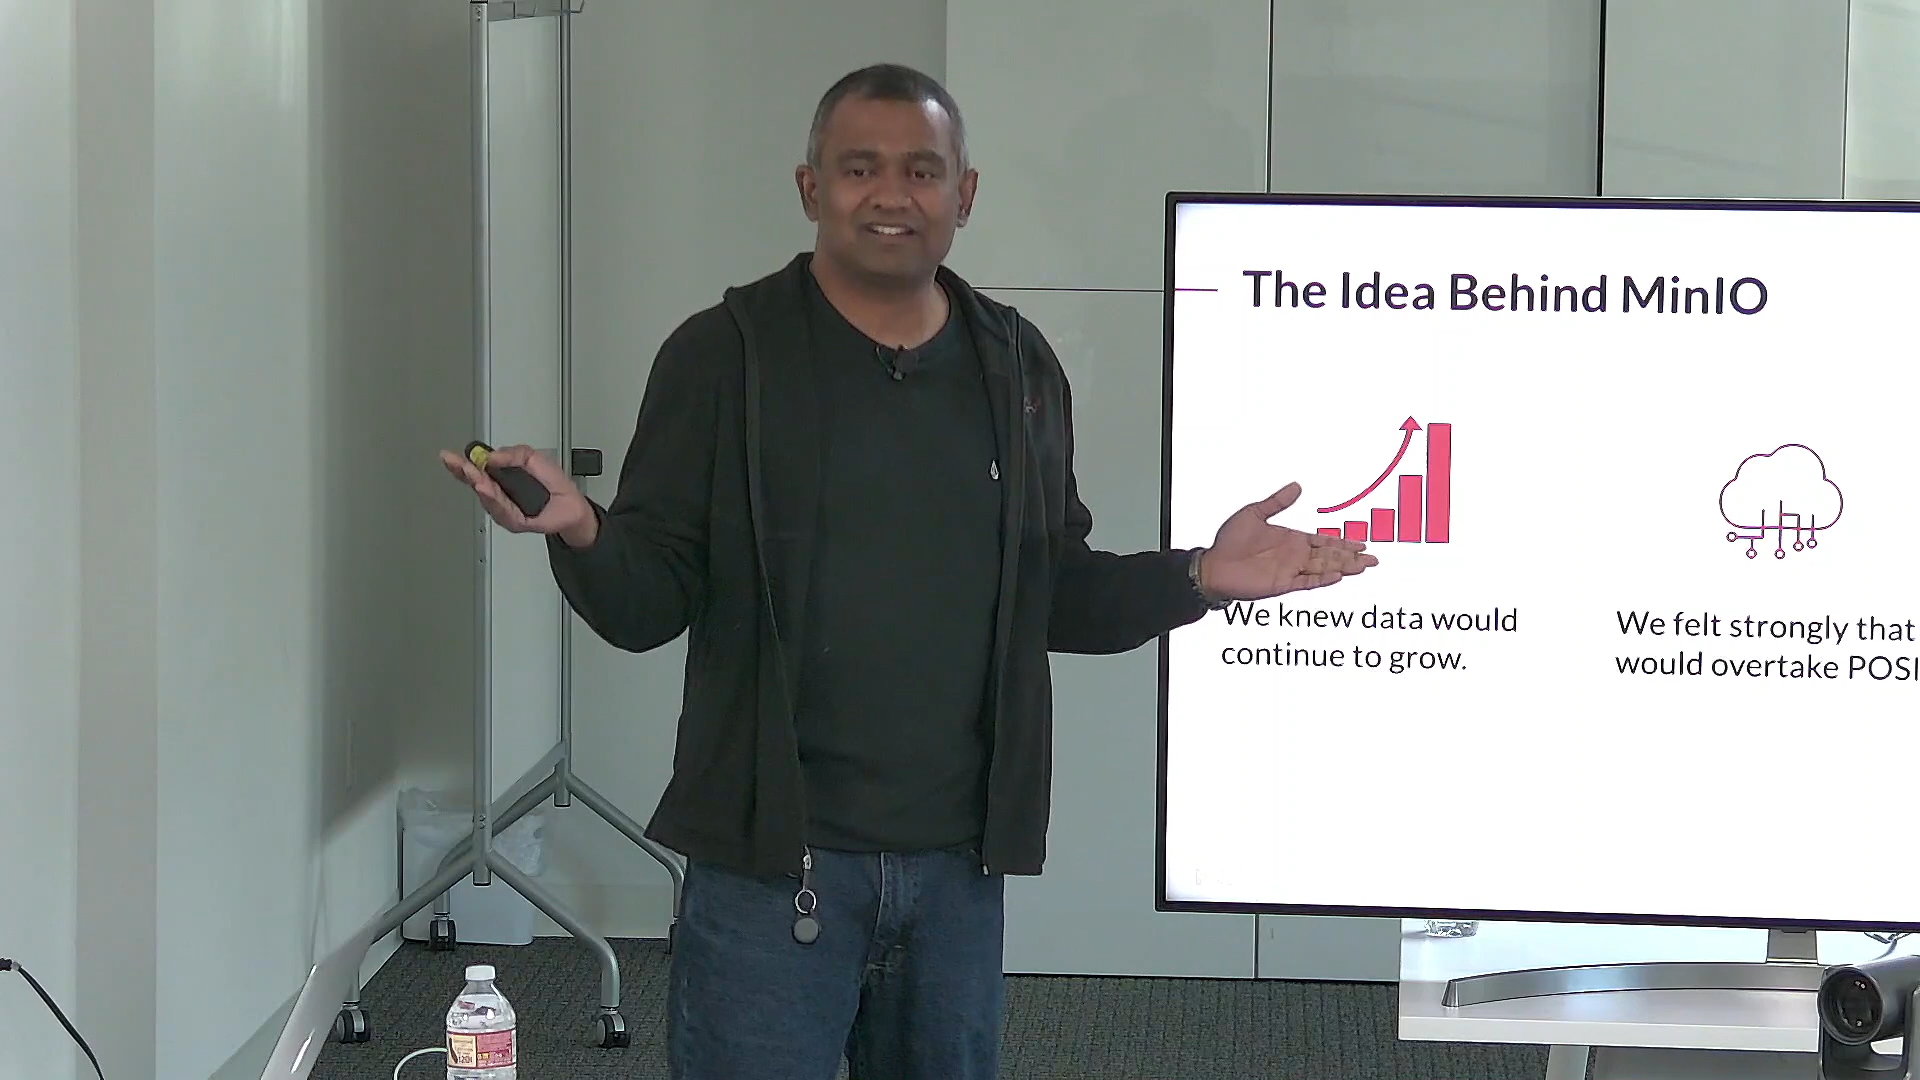 The Idea Behind MinIO
We knew data would
continue to grow.
We felt strongly that
would overtake POSI